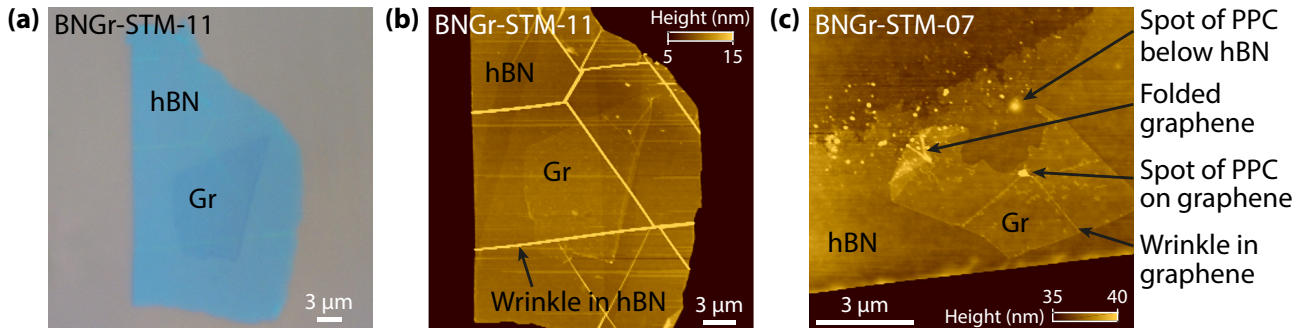 (a) BNGr-STM-11
hBN
Gr
3 µm
(b) BNGr-STM-11
Height (nm)
5 15
hBN
Gr
Wrinkle in hBN
3 µm
(c) BNGr-STM-07
hBN
Gr
3 µm
Height (nm)
35 40
Spot of PPC
below hBN
Folded
graphene
Spot of PPC
on graphene
Wrinkle in
graphene